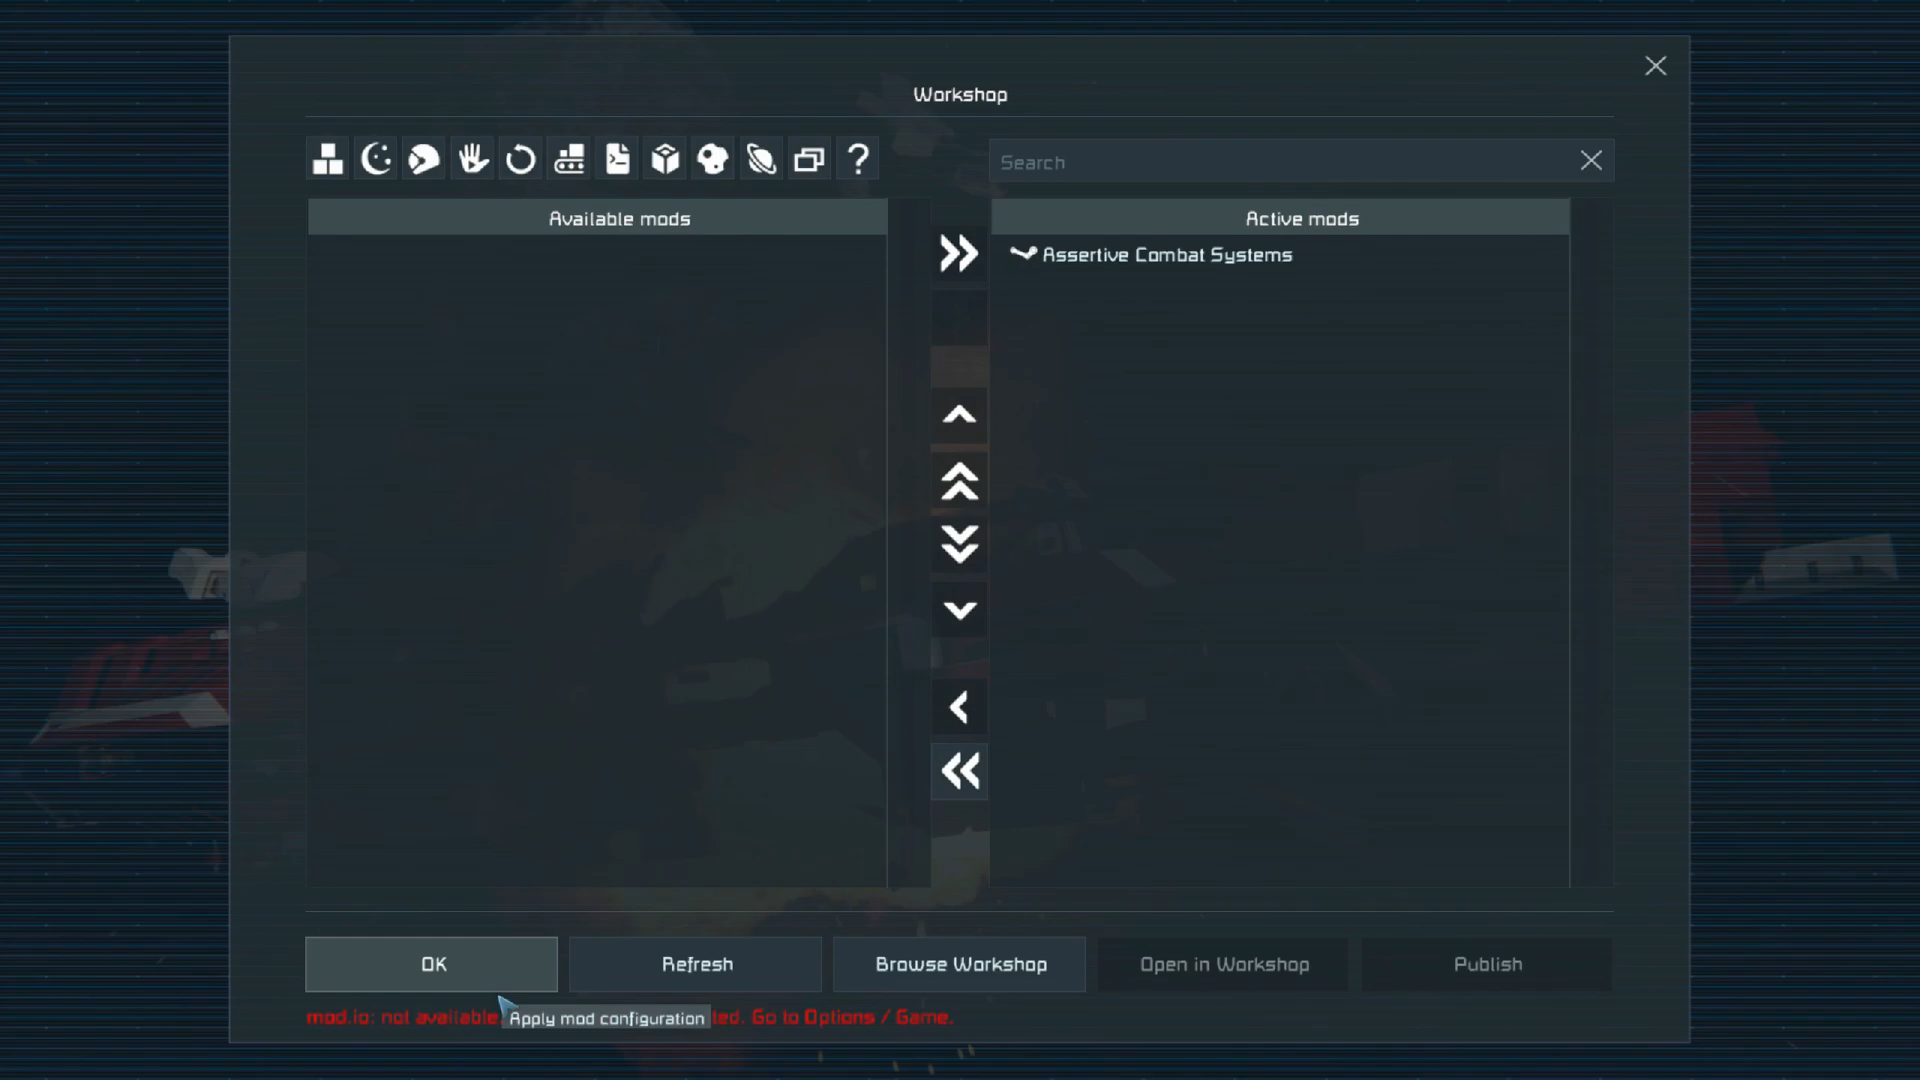 Workshop
?
Search
Available mods
Active mods
Assertive Combat Systems
OK
Refresh
Browse Workshop
Open in Workshop
Publish
mod.io: not available. ted. Go to Options / Game.
Apply mod configuration